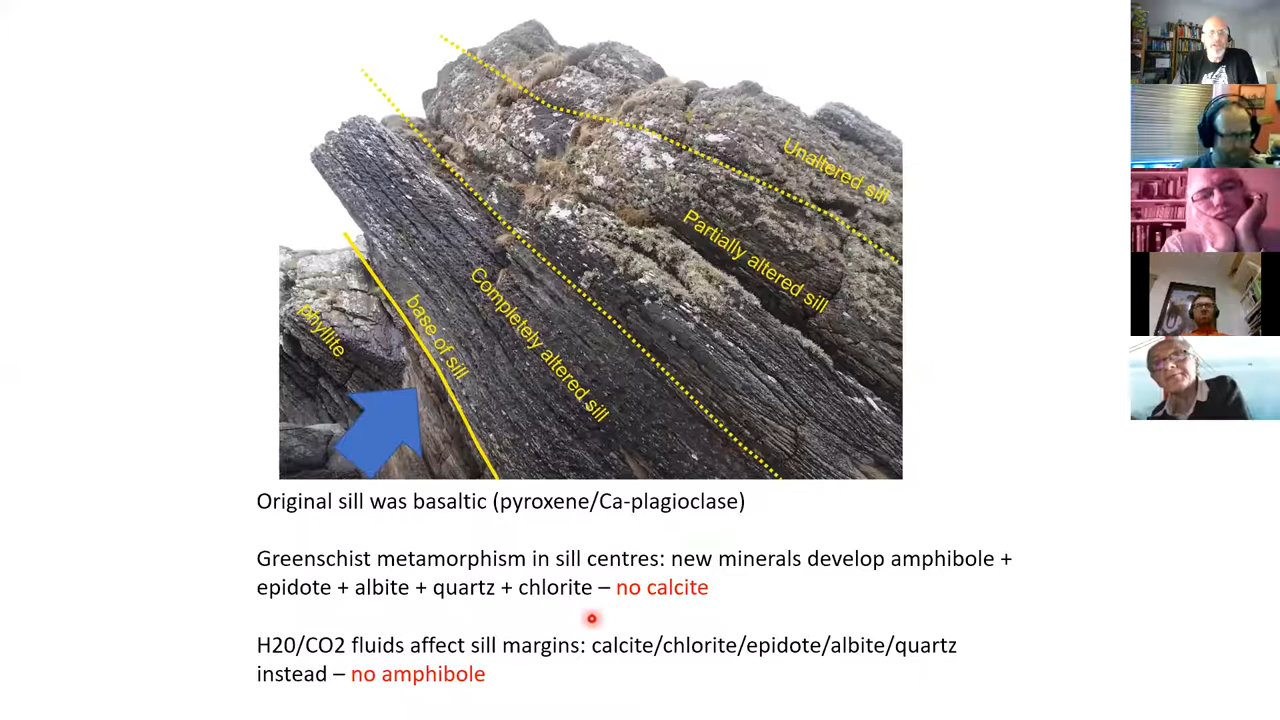 Unaltered sill
Partially altered sill
Completely altered sill
base of sill
phyllite
Original sill was basaltic (pyroxene/Ca-plagioclase)
Greenschist metamorphism in sill centres: new minerals develop amphibole +
epidote + albite + quartz + chlorite – no calcite
H20/CO2 fluids affect sill margins: calcite/chlorite/epidote/albite/quartz
instead – no amphibole